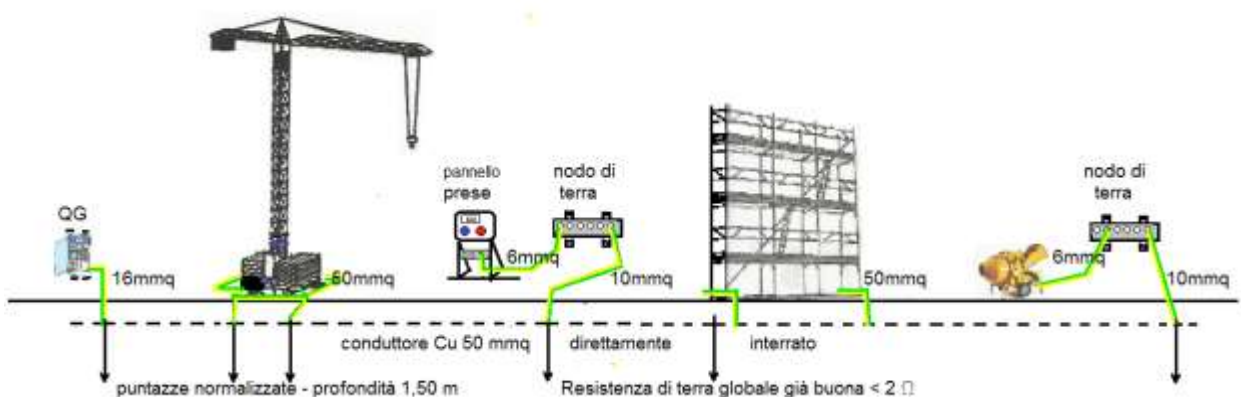 pannello
prese
nodo di
terra
nodo di
terra
QG
16mmq
50mmq
6mmq
10mmq
50mmq
6mmq
10mmq
conduttore Cu 50 mmq direttamente interrato
puntazze normalizzate - profondità 1,50 m Resistenza di terra globale già buona < 2 Ω